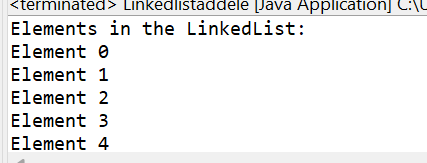 <terminated> Linkedlistaddele [Java Application] C:\U
Elements in the LinkedList:
Element 0
Element 1
Element 2
Element 3
Element 4